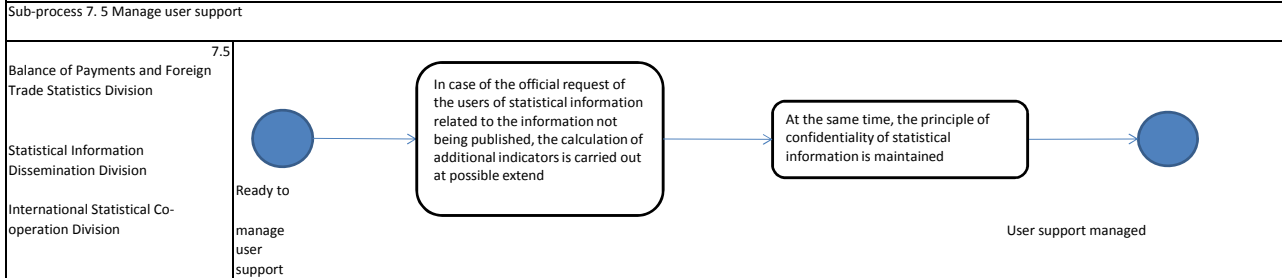 Sub-process 7. 5 Manage user support
7.5
Balance of Payments and Foreign
Trade Statistics Division
Statistical Information
Dissemination Division
International Statistical Co-
operation Division
Ready to
manage
user
support
In case of the official request of
the users of statistical information
related to the information not
being published, the calculation of
additional indicators is carried out
at possible extend
At the same time, the principle of
confidentiality of statistical
information is maintained
User support managed